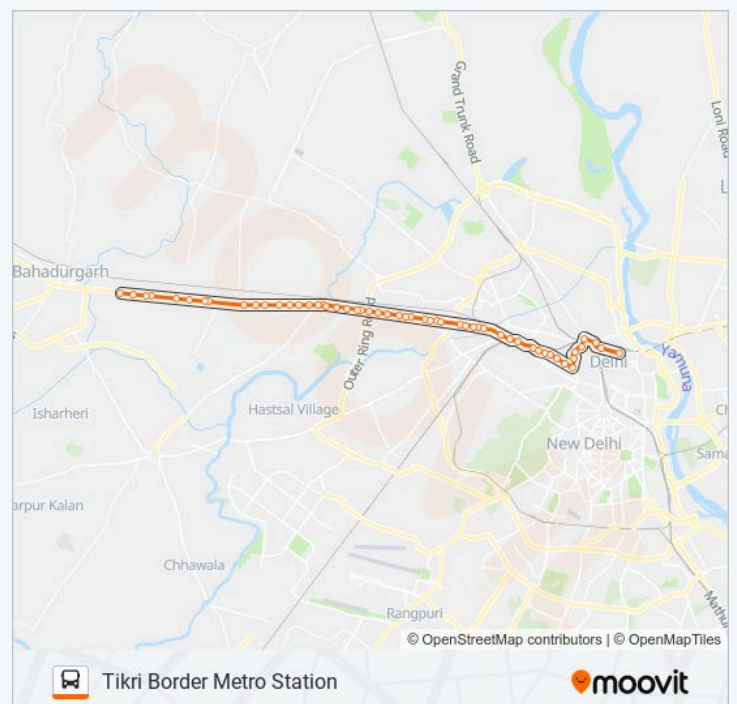 Grand Trunk Road
Loni Road
L
Bahadurgarh
Outer Ring Road
Delhi
Yamuna
Isharheri
Hastsal Village
Ch
New Delhi
Sama
arpur Kalan
Chhawala
Rangpuri
Mathu
© OpenStreetMap contributors | © OpenMapTiles
Tikri Border Metro Station
moovit